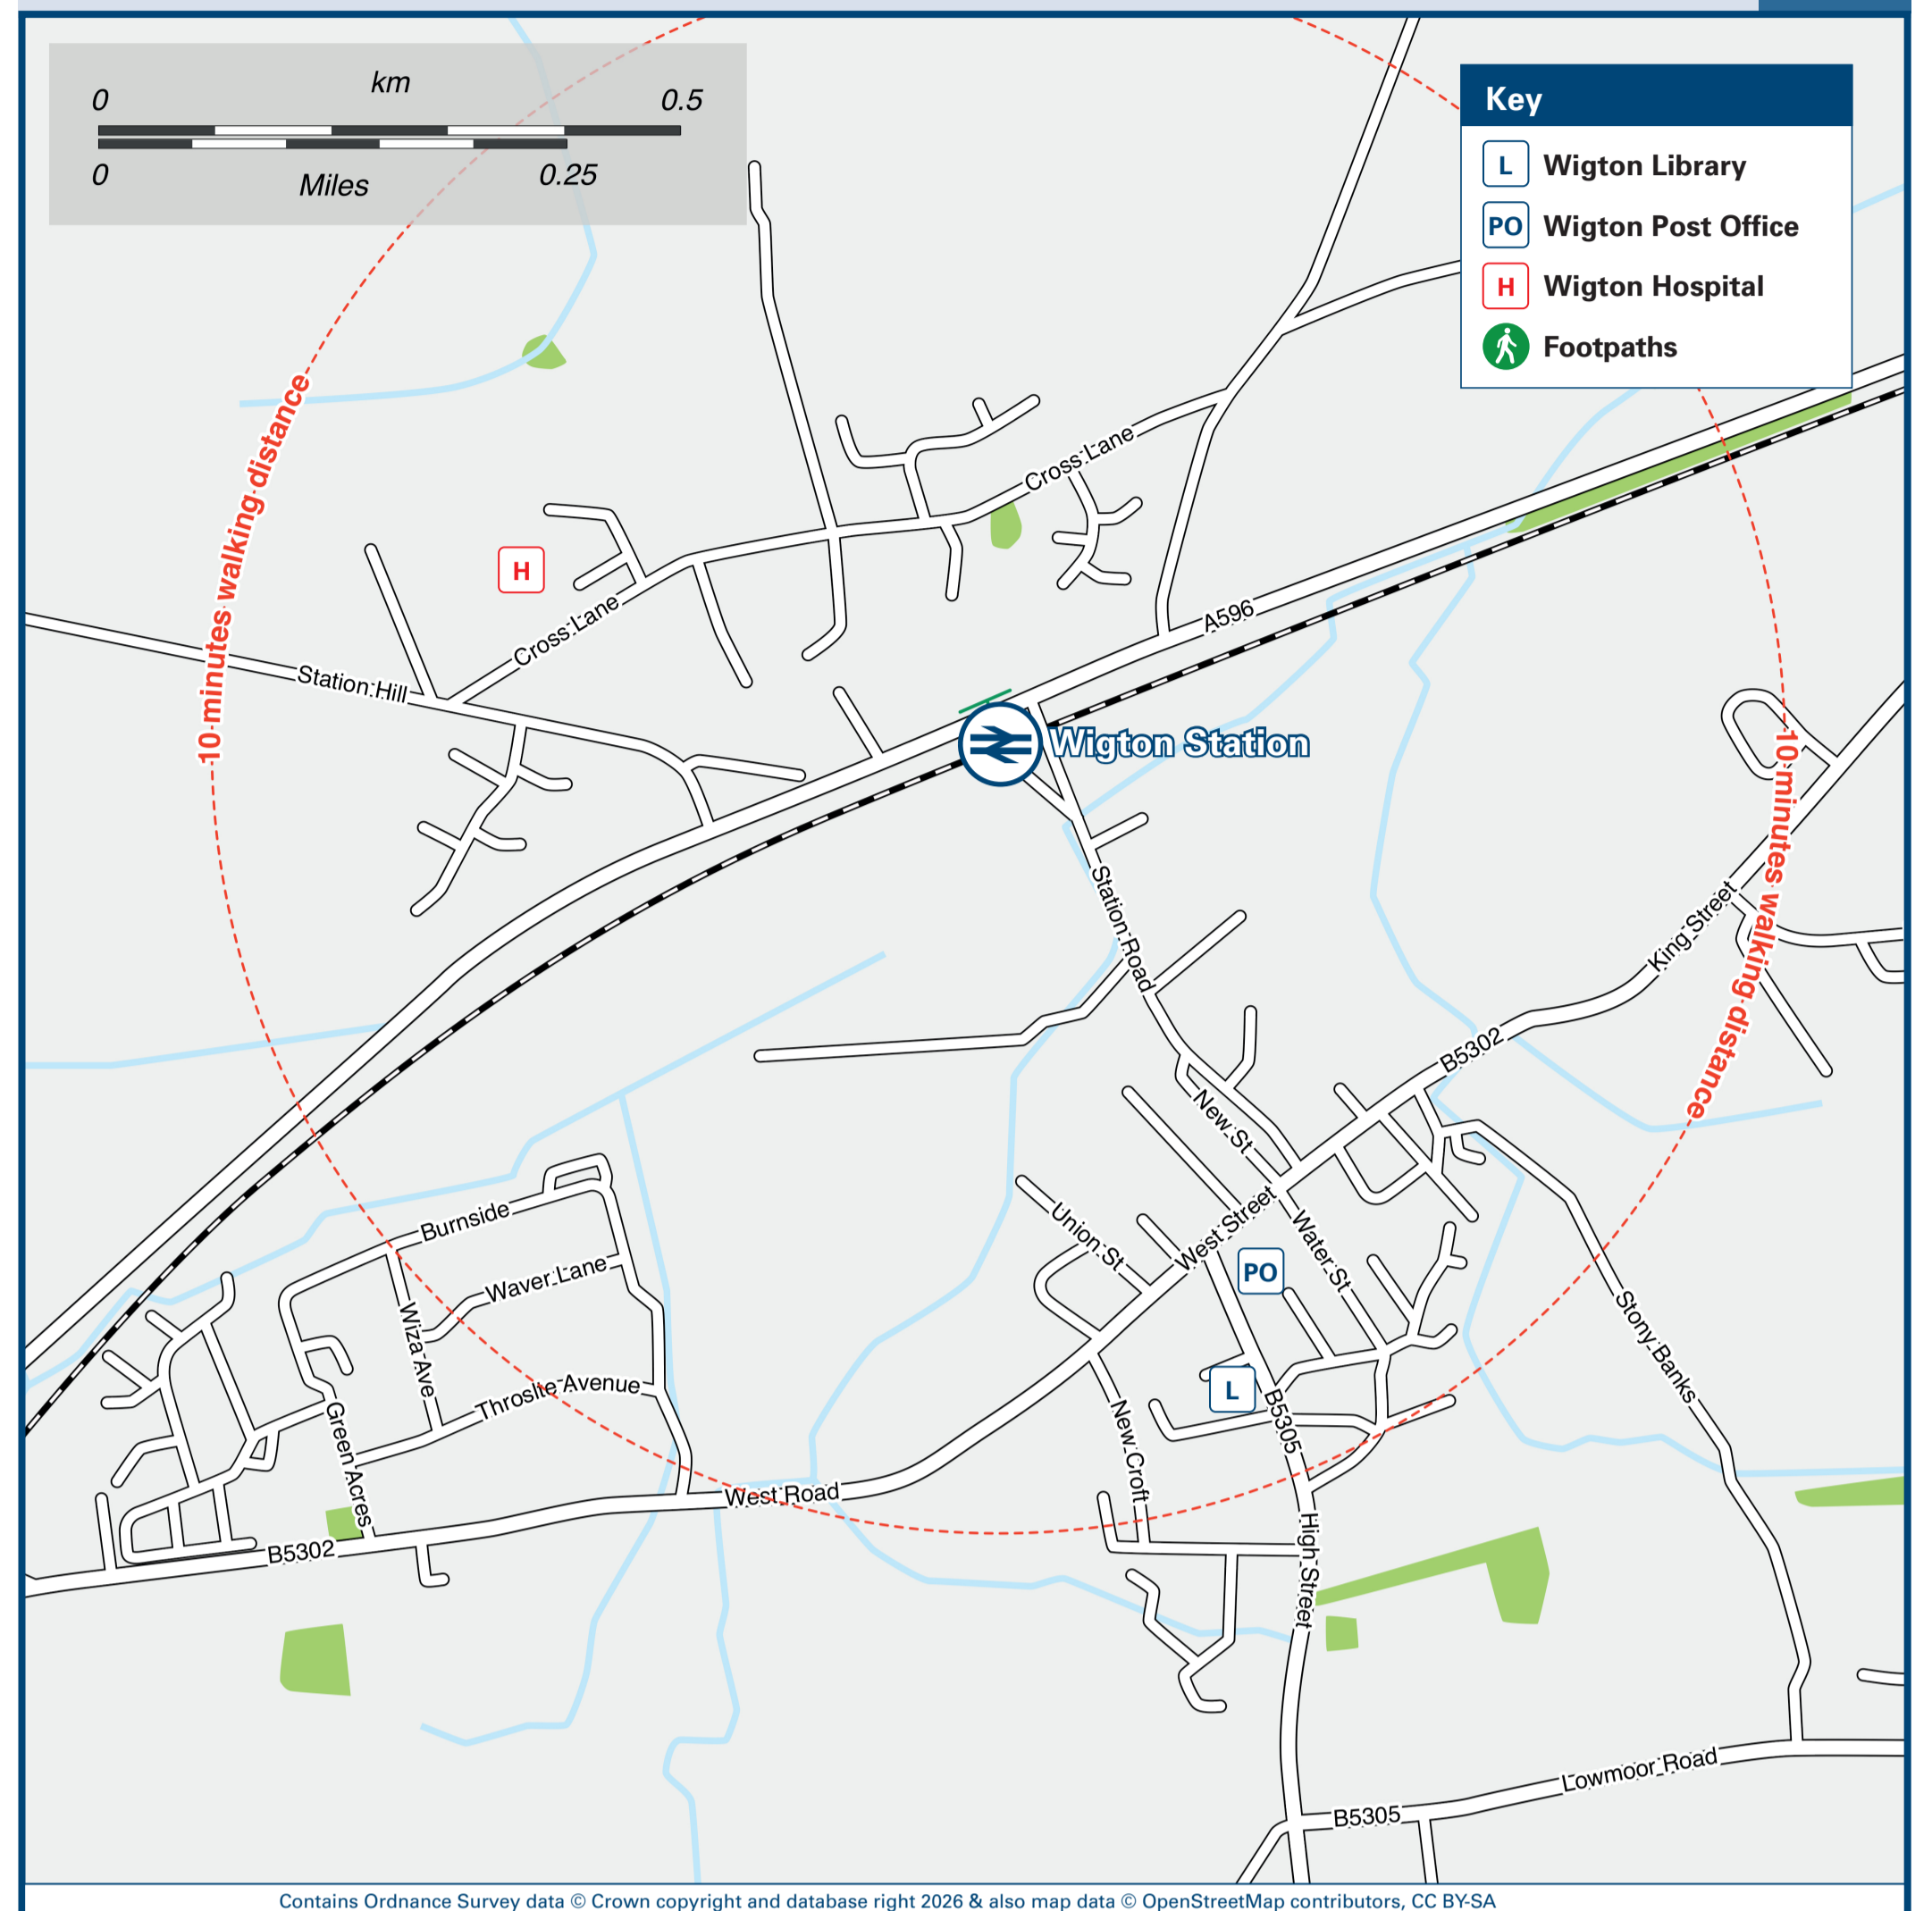 km
0 0.5
0 Miles 0.25
Key
L Wigton Library
PO Wigton Post Office
H Wigton Hospital
Footpaths
10 minutes walking distance
Cross Lane
H
Cross Lane
A596
Station Hill
Wigton Station
10 minutes walking distance
Station Road
King Street
B5302
New St
Burnside
Union St
West Street
Water St
PO
Waver Lane
Wiza Ave
Stony Banks
Throslte Avenue
L
B5305
Green Acres
New Croft
West Road
B5302
High Street
Lowmoor Road
B5305
Contains Ordnance Survey data © Crown copyright and database right 2026 & also map data © OpenStreetMap contributors, CC BY-SA